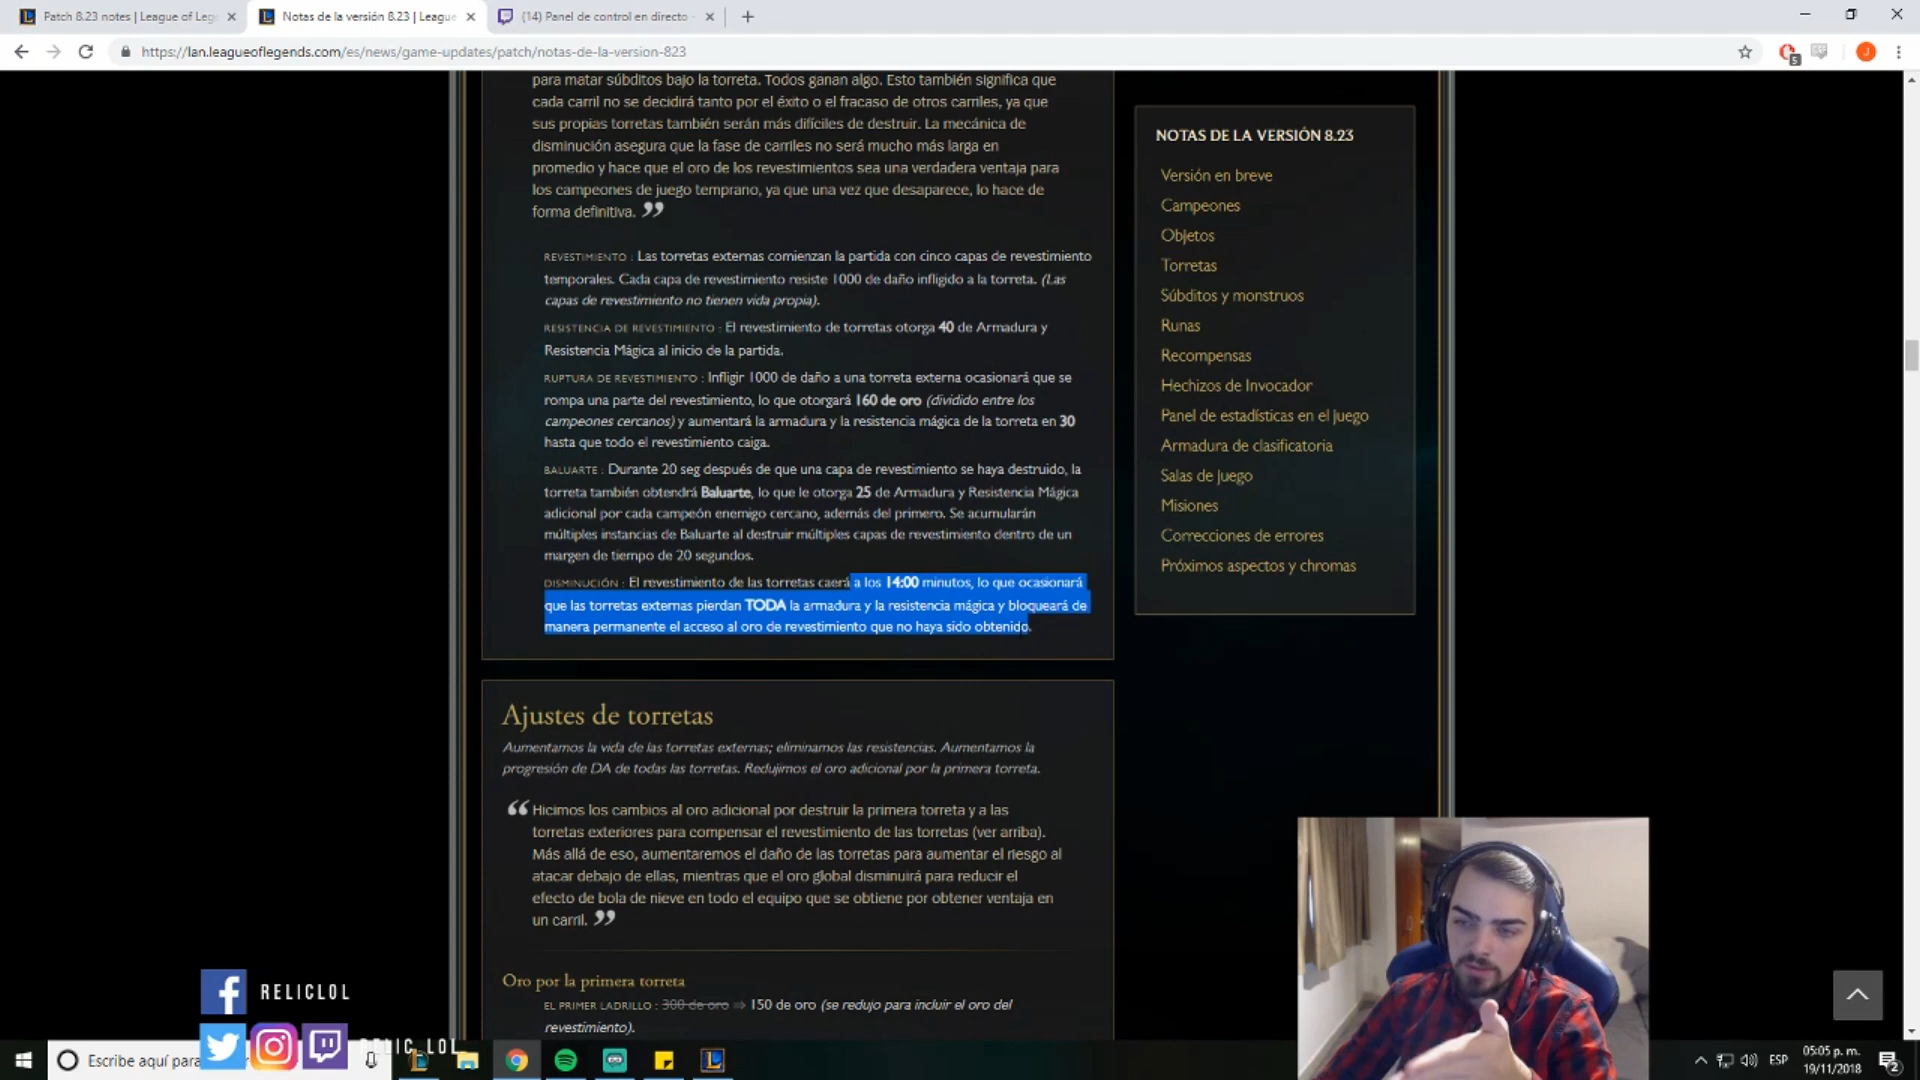 Patch 8.23 notes | League of Leg
Notas de la versión 8.23 | League
(14) Panel de control en directo
https://lan.leagueoflegends.com/es/news/game-updates/patch/notas-de-la-version-823
5
J
para matar súbditos bajo la torreta. Todos ganan algo. Esto también significa que
cada carril no se decidirá tanto por el éxito o el fracaso de otros carriles, ya que
sus propias torretas también serán más difíciles de destruir. La mecánica de
disminución asegura que la fase de carriles no será mucho más larga en
promedio y hace que el oro de los revestimientos sea una verdadera ventaja para
los campeones de juego temprano, ya que una vez que desaparece, lo hace de
forma definitiva. ”
REVESTIMIENTO : Las torretas externas comienzan la partida con cinco capas de revestimiento
temporales. Cada capa de revestimiento resiste 1000 de daño infligido a la torreta. (Las
capas de revestimiento no tienen vida propia).
RESISTENCIA DE REVESTIMIENTO : El revestimiento de torretas otorga 40 de Armadura y
Resistencia Mágica al inicio de la partida.
RUPTURA DE REVESTIMIENTO : Infligir 1000 de daño a una torreta externa ocasionará que se
rompa una parte del revestimiento, lo que otorgará 160 de oro (dividido entre los
campeones cercanos) y aumentará la armadura y la resistencia mágica de la torreta en 30
hasta que todo el revestimiento caiga.
BALUARTE : Durante 20 seg después de que una capa de revestimiento se haya destruido, la
torreta también obtendrá Baluarte, lo que le otorga 25 de Armadura y Resistencia Mágica
adicional por cada campeón enemigo cercano, además del primero. Se acumularán
múltiples instancias de Baluarte al destruir múltiples capas de revestimiento dentro de un
margen de tiempo de 20 segundos.
DISMINUCIÓN : El revestimiento de las torretas caerá a los 14:00 minutos, lo que ocasionará
que las torretas externas pierdan TODA la armadura y la resistencia mágica y bloqueará de
manera permanente el acceso al oro de revestimiento que no haya sido obtenido.
Ajustes de torretas
Aumentamos la vida de las torretas externas; eliminamos las resistencias. Aumentamos la
progresión de DA de todas las torretas. Redujimos el oro adicional por la primera torreta.
“ Hicimos los cambios al oro adicional por destruir la primera torreta y a las
torretas exteriores para compensar el revestimiento de las torretas (ver arriba).
Más allá de eso, aumentaremos el daño de las torretas para aumentar el riesgo al
atacar debajo de ellas, mientras que el oro global disminuirá para reducir el
efecto de bola de nieve en todo el equipo que se obtiene por obtener ventaja en
un carril. ”
Oro por la primera torreta
EL PRIMER LADRILLO : 300 de oro ⇒ 150 de oro (se redujo para incluir el oro del
revestimiento).
NOTAS DE LA VERSIÓN 8.23
Versión en breve
Campeones
Objetos
Torretas
Súbditos y monstruos
Runas
Recompensas
Hechizos de Invocador
Panel de estadísticas en el juego
Armadura de clasificatoria
Salas de juego
Misiones
Correcciones de errores
Próximos aspectos y chromas
RELICLOL
RELIC_LOL
Escribe aquí para
ESP
05:05 p. m.
19/11/2018
2